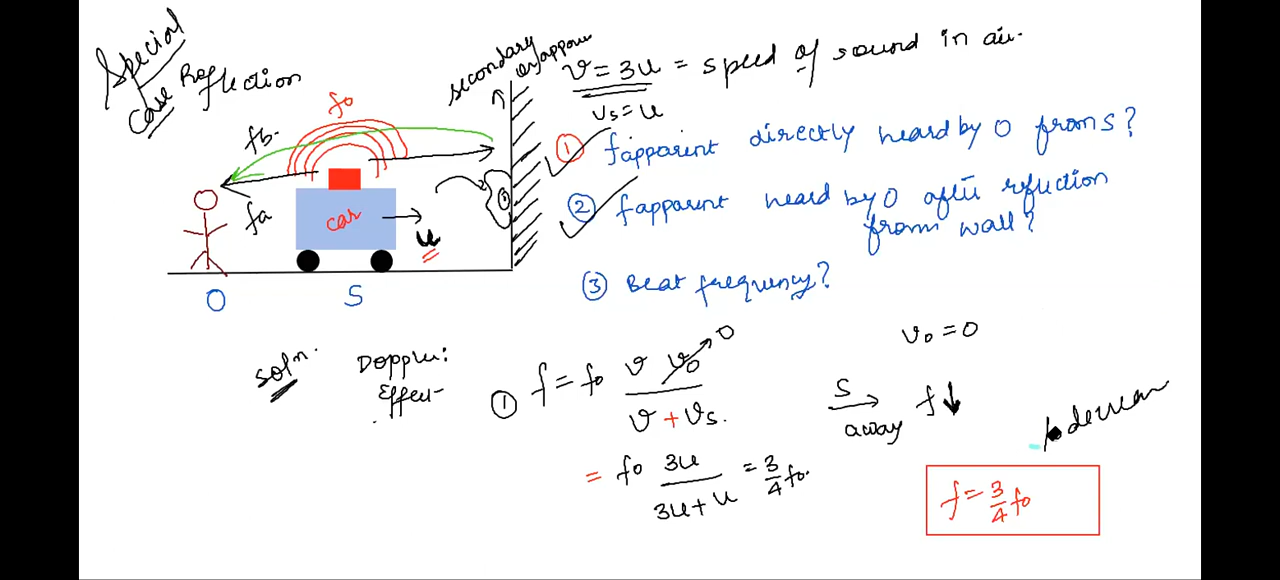 Special
Case Reflection
fo
fb.
fa
car
u
O
S
secondary
v = 3u = speed of sound in air.
vs = u
① fapparent directly heard by O from S?
② fapparent heard by O after reflection
from wall?
③ Beat frequency?
Soln.
Doppler:
Effect
① f = fo v vo→0 / v + vs.
vo = 0
S → away f↓
= fo 3u / 3u+u = 3/4 fo.
f = 3/4 fo